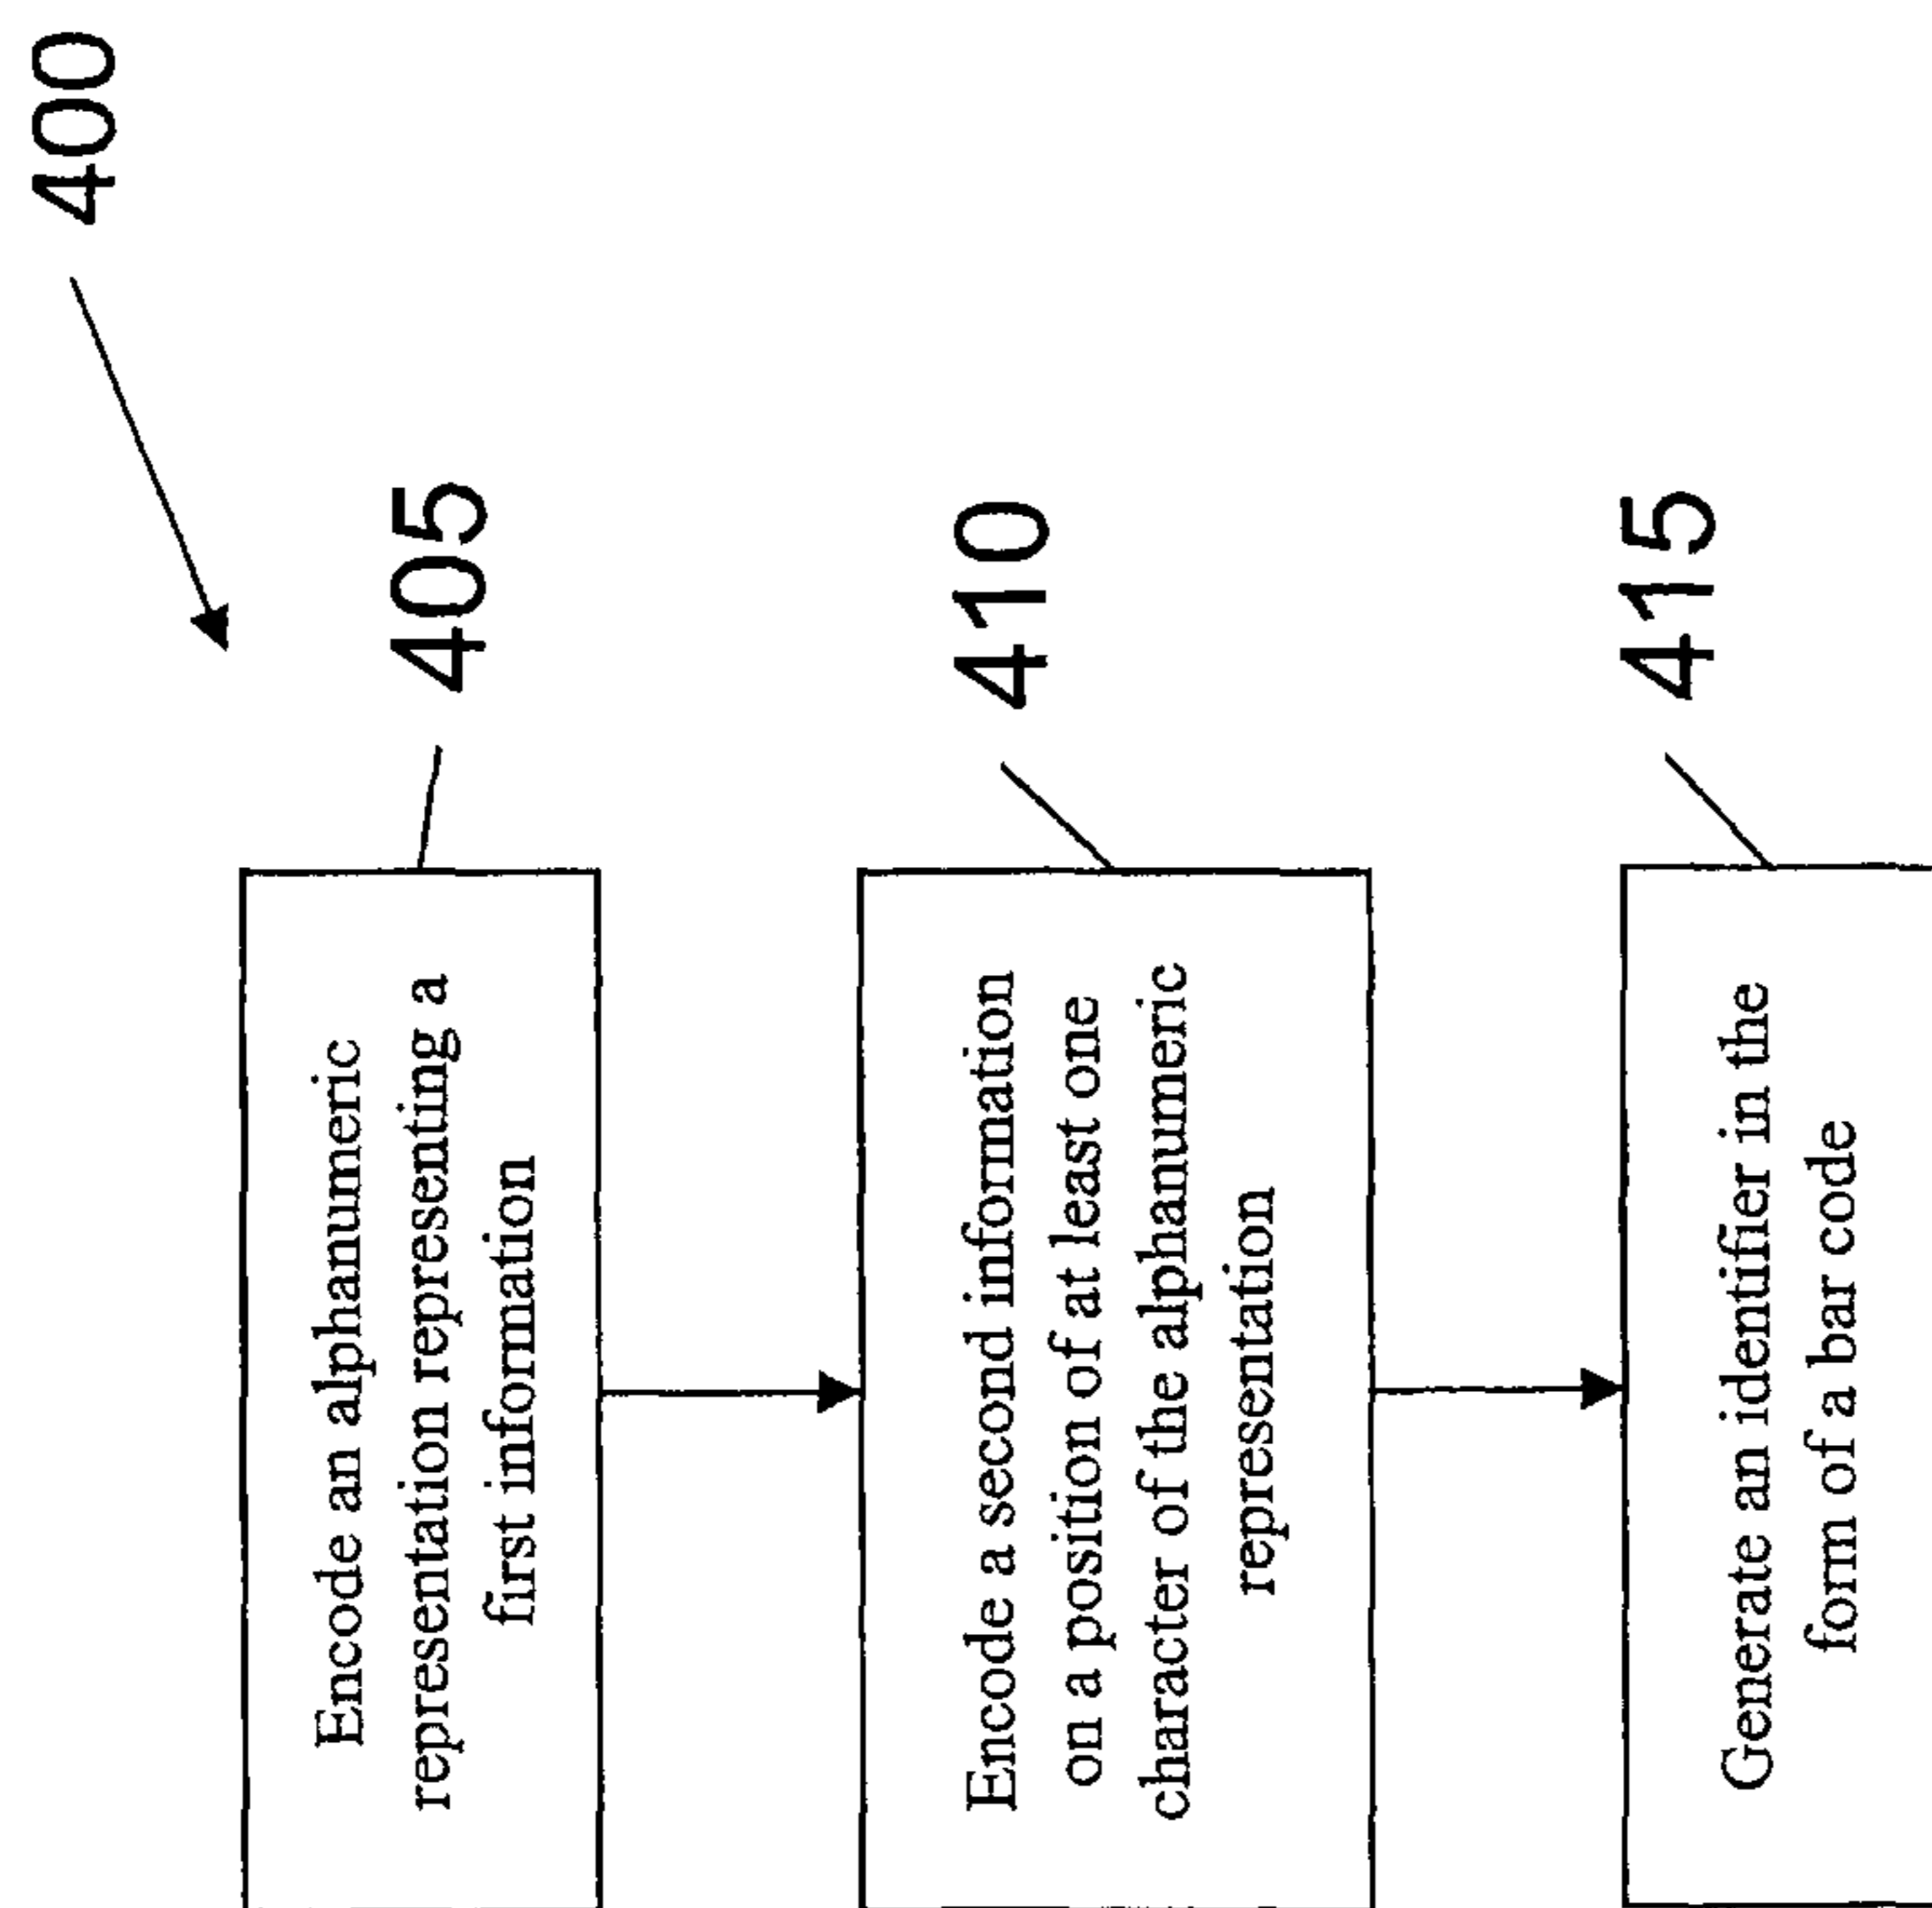 400
Encode an alphanumeric
representation representing a
first information
405
Encode a second information
on a position of at least one
character of the alphanumeric
representation
410
Generate an identifier in the
form of a bar code
415